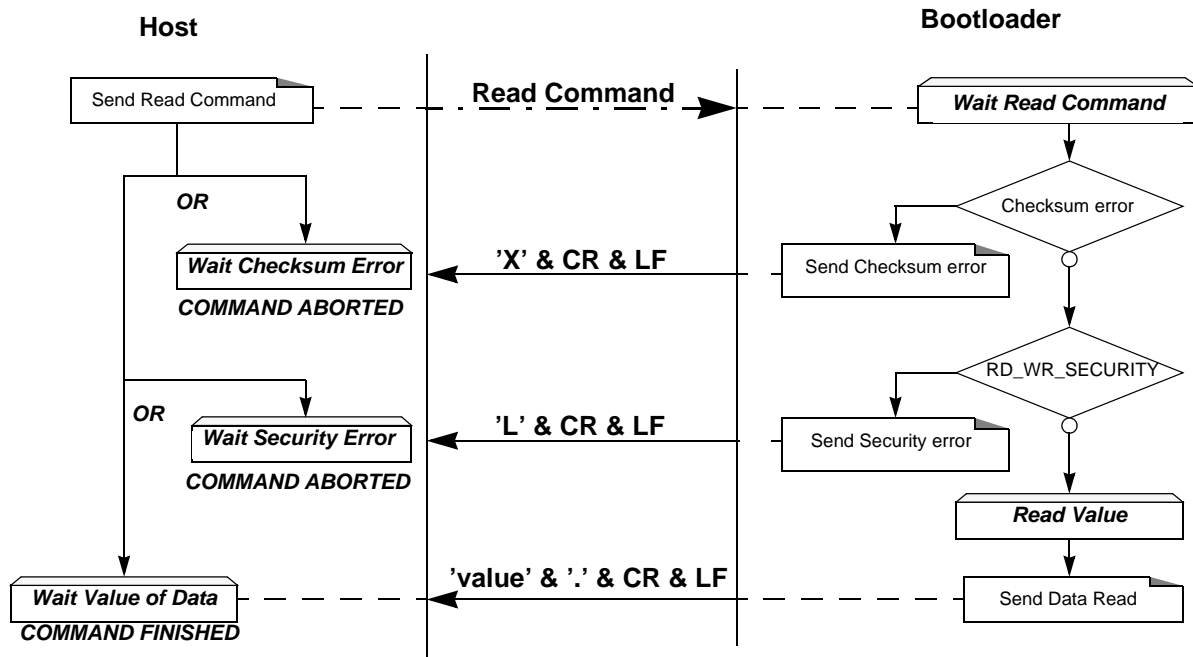 Host
Bootloader
Send Read Command
Read Command
Wait Read Command
OR
Checksum error
Wait Checksum Error
’X’ & CR & LF
Send Checksum error
COMMAND ABORTED
RD_WR_SECURITY
OR
Wait Security Error
’L’ & CR & LF
Send Security error
COMMAND ABORTED
Read Value
’value’ & ’.’ & CR & LF
Wait Value of Data
Send Data Read
COMMAND FINISHED